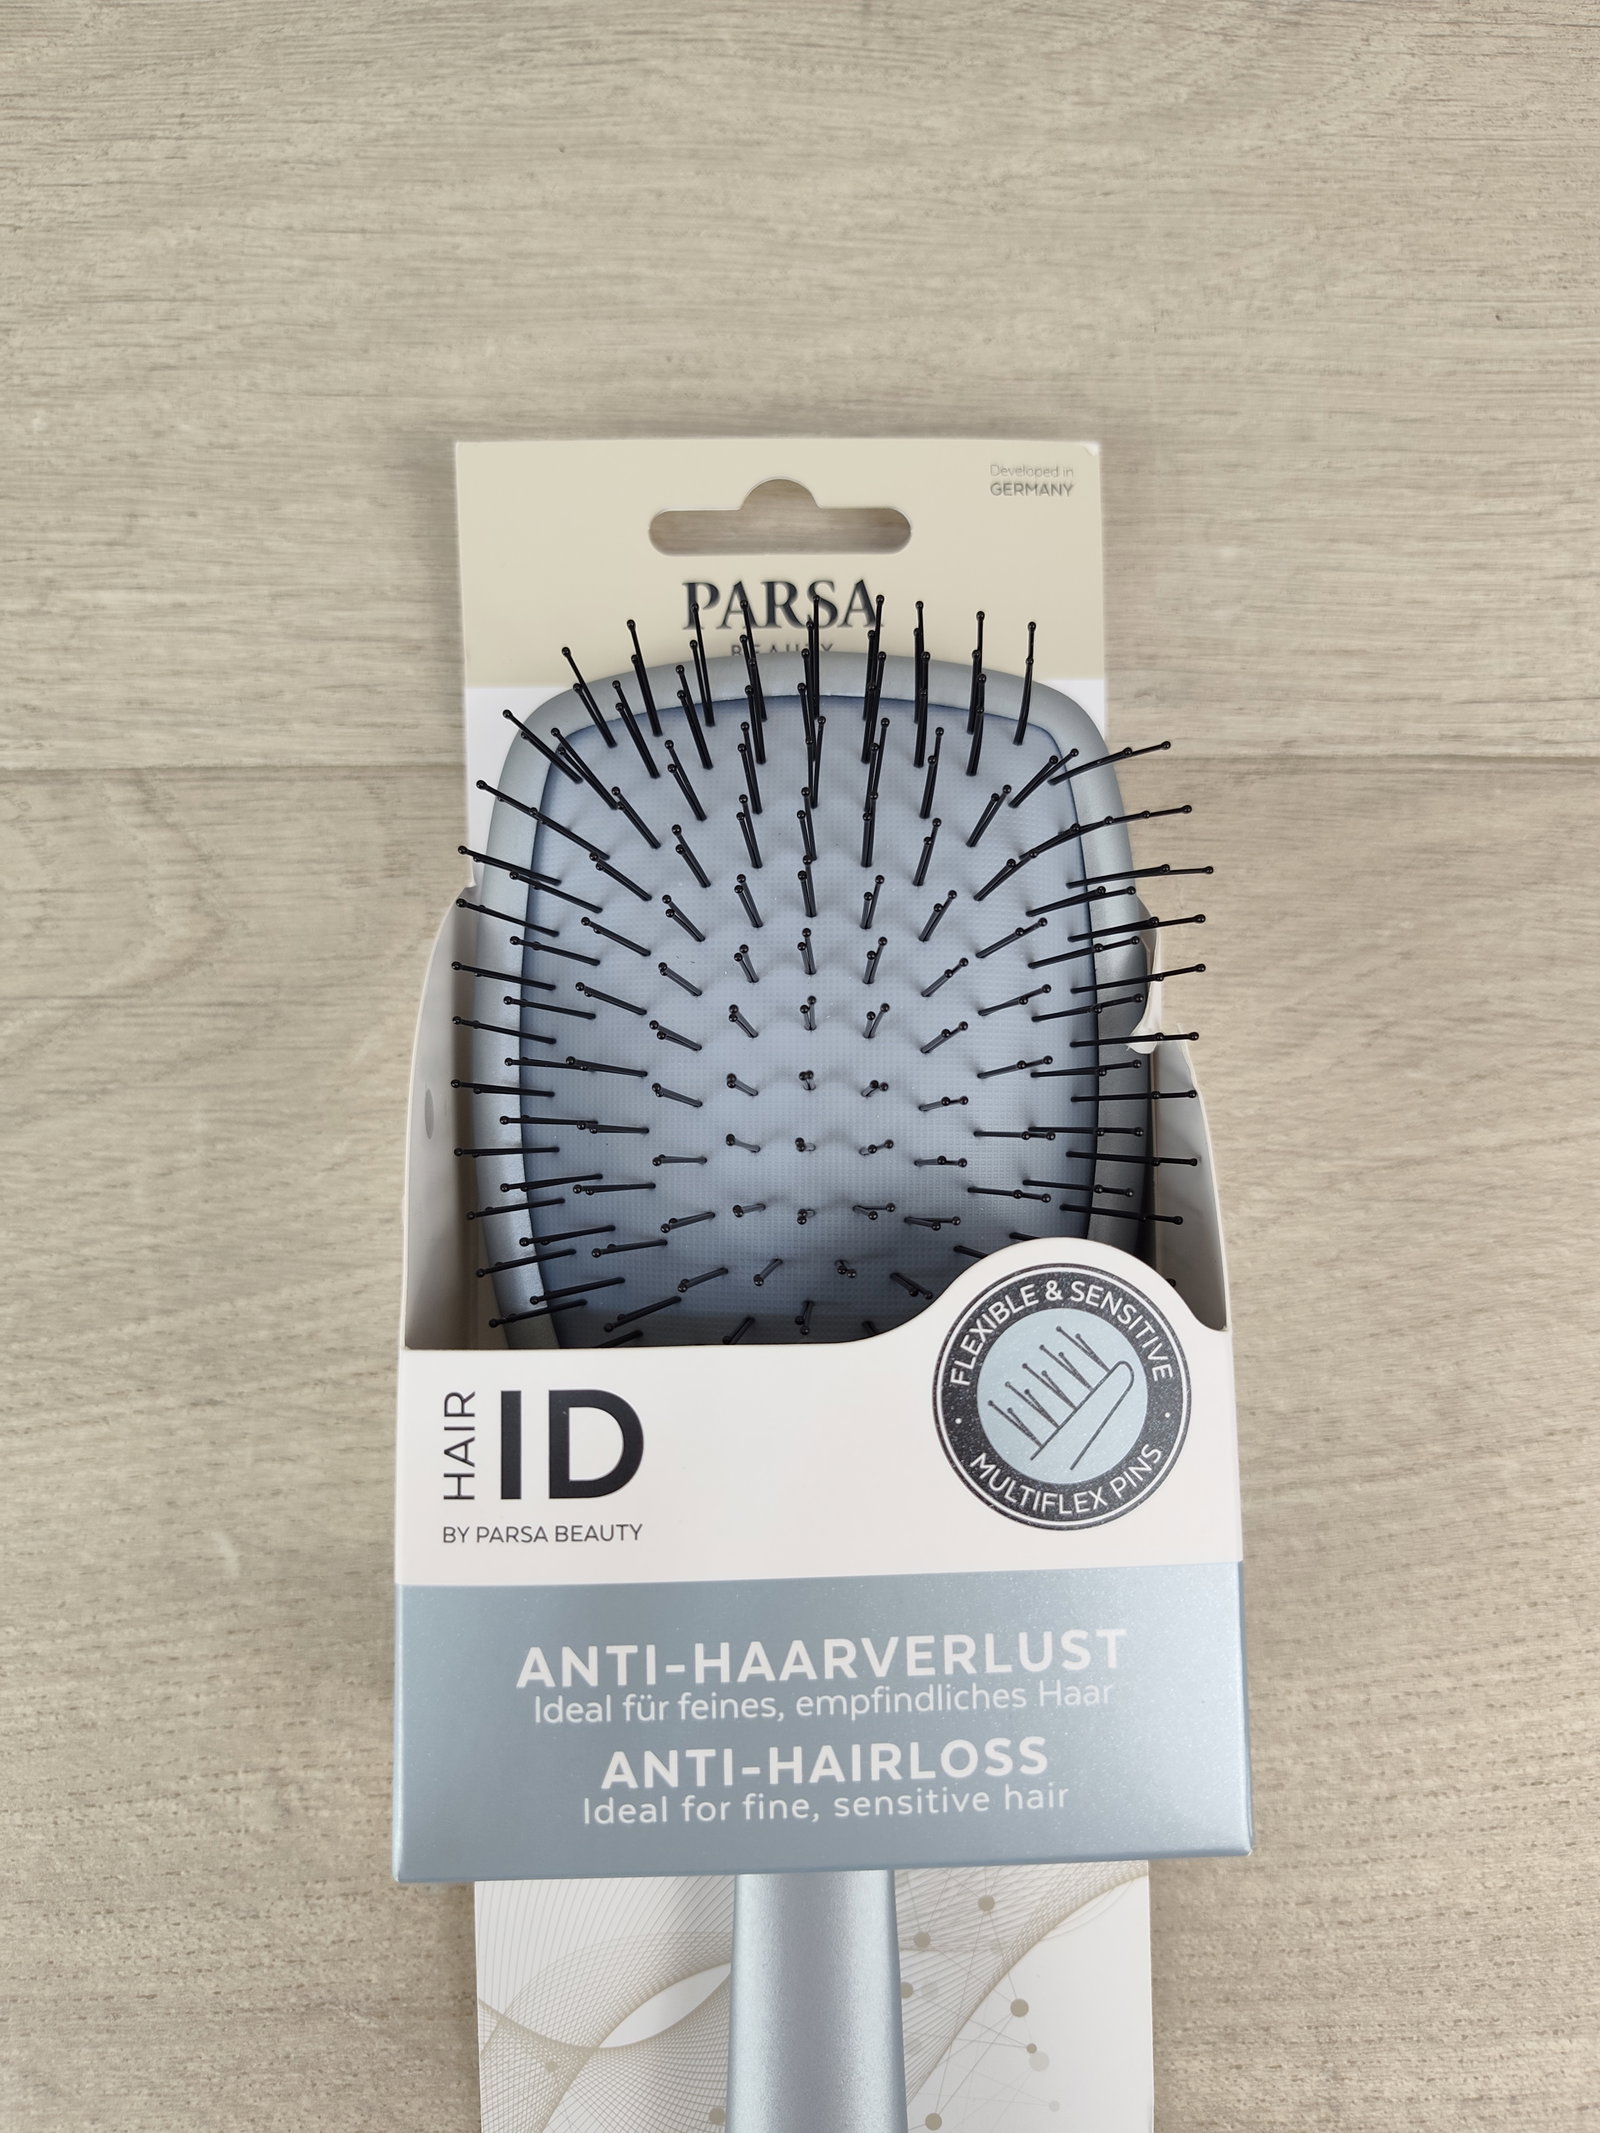 Developed in
GERMANY
PARSA
BEAUTY
FLEXIBLE & SENSITIVE
MULTIFLEX PINS
HAIR ID
BY PARSA BEAUTY
ANTI-HAARVERLUST
Ideal für feines, empfindliches Haar
ANTI-HAIRLOSS
Ideal for fine, sensitive hair